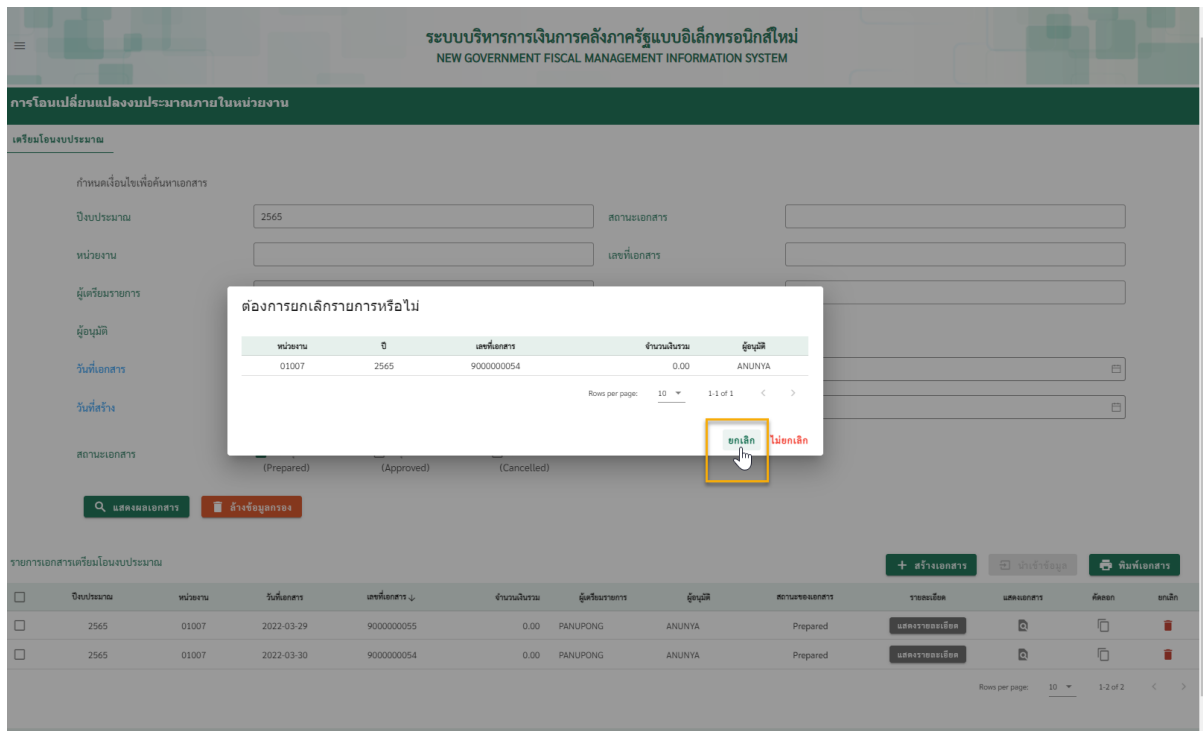 ระบบบริหารการเงินการคลังภาครัฐแบบอิเล็กทรอนิกส์ใหม่
NEW GOVERNMENT FISCAL MANAGEMENT INFORMATION SYSTEM
การโอนเปลี่ยนแปลงงบประมาณภายในหน่วยงาน
เตรียมโอนงบประมาณ
กำหนดเงื่อนไขเพื่อค้นหาเอกสาร
ปีงบประมาณ 2565 สถานะเอกสาร
หน่วยงาน เลขที่เอกสาร
ผู้เตรียมรายการ
ต้องการยกเลิกรายการหรือไม่
ผู้อนุมัติ
หน่วยงาน ปี เลขที่เอกสาร จำนวนเงินรวม ผู้อนุมัติ
วันที่เอกสาร
01007 2565 9000000054 0.00 ANUNYA
Rows per page: 10 1-1 of 1
วันที่สร้าง
ยกเลิก ไม่ยกเลิก
สถานะเอกสาร
(Prepared) (Approved) (Cancelled)
แสดงผลเอกสาร ล้างข้อมูลกรอง
รายการเอกสารเตรียมโอนงบประมาณ สร้างเอกสาร นำเข้าข้อมูล พิมพ์เอกสาร
ปีงบประมาณ หน่วยงาน วันที่เอกสาร เลขที่เอกสาร จำนวนเงินรวม ผู้เตรียมรายการ ผู้อนุมัติ สถานะของเอกสาร รายละเอียด แสดงเอกสาร คัดลอก ยกเลิก
2565 01007 2022-03-29 9000000055 0.00 PANUPONG ANUNYA Prepared แสดงรายละเอียด
2565 01007 2022-03-30 9000000054 0.00 PANUPONG ANUNYA Prepared แสดงรายละเอียด
Rows per page: 10 1-2 of 2